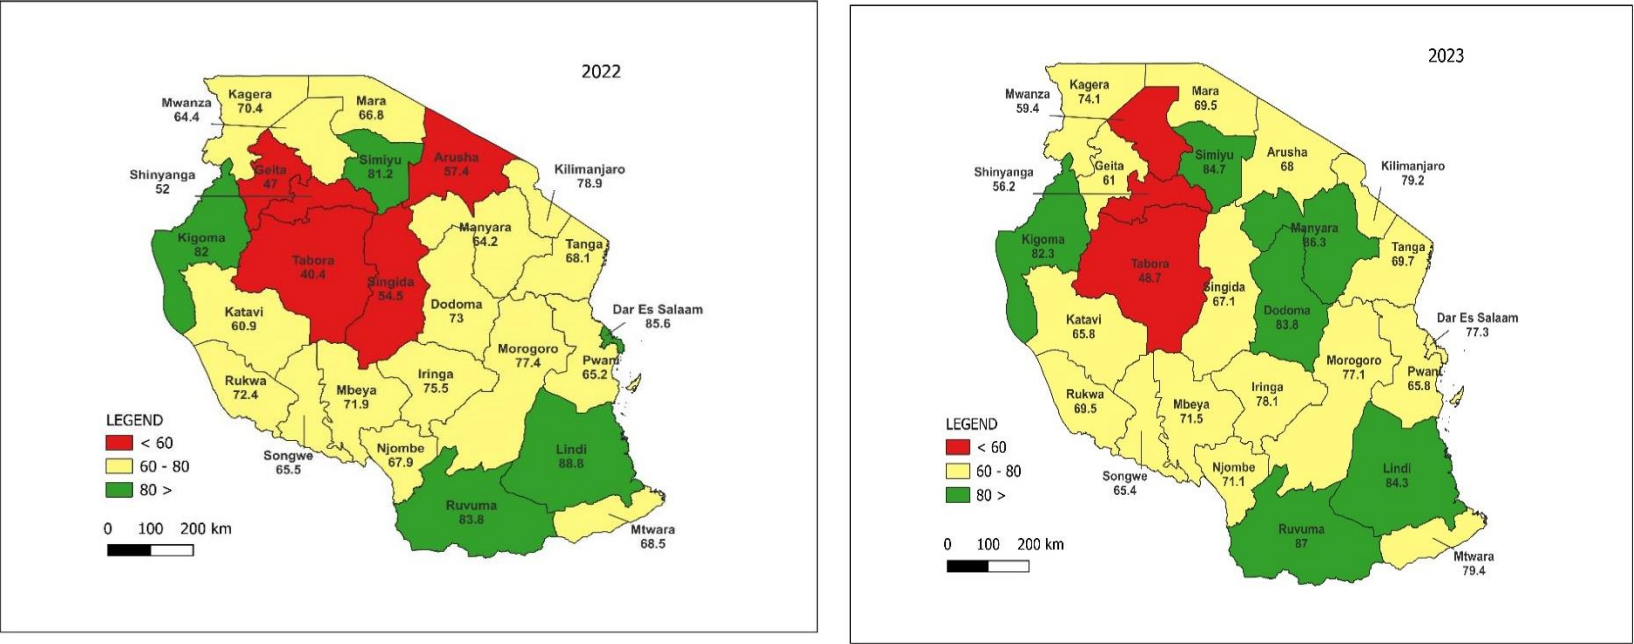 2022
Kagera
70.4
Mwanza
64.4
Mara
66.8
Simiyu
81.2
Arusha
57.4
Geita
47
Kilimanjaro
78.9
Shinyanga
52
Kigoma
82
Manyara
64.2
Tanga
68.1
Tabora
40.4
Singida
54.5
Dodoma
73
Katavi
60.9
Dar Es Salaam
85.6
Morogoro
77.4
Pwani
65.2
Rukwa
72.4
Mbeya
71.9
Iringa
75.5
Songwe
65.5
Njombe
67.9
Lindi
88.8
Ruvuma
83.8
Mtwara
68.5
LEGEND
< 60
60 - 80
80 >
0 100 200 km
2023
Kagera
74.1
Mwanza
59.4
Mara
69.5
Simiyu
84.7
Arusha
68
Geita
61
Kilimanjaro
79.2
Shinyanga
56.2
Kigoma
82.3
Manyara
86.3
Tanga
69.7
Tabora
48.7
Singida
67.1
Dodoma
83.8
Katavi
65.8
Dar Es Salaam
77.3
Morogoro
77.1
Pwani
65.8
Rukwa
69.5
Mbeya
71.5
Iringa
78.1
Songwe
65.4
Njombe
71.1
Lindi
84.3
Ruvuma
87
Mtwara
79.4
LEGEND
< 60
60 - 80
80 >
0 100 200 km